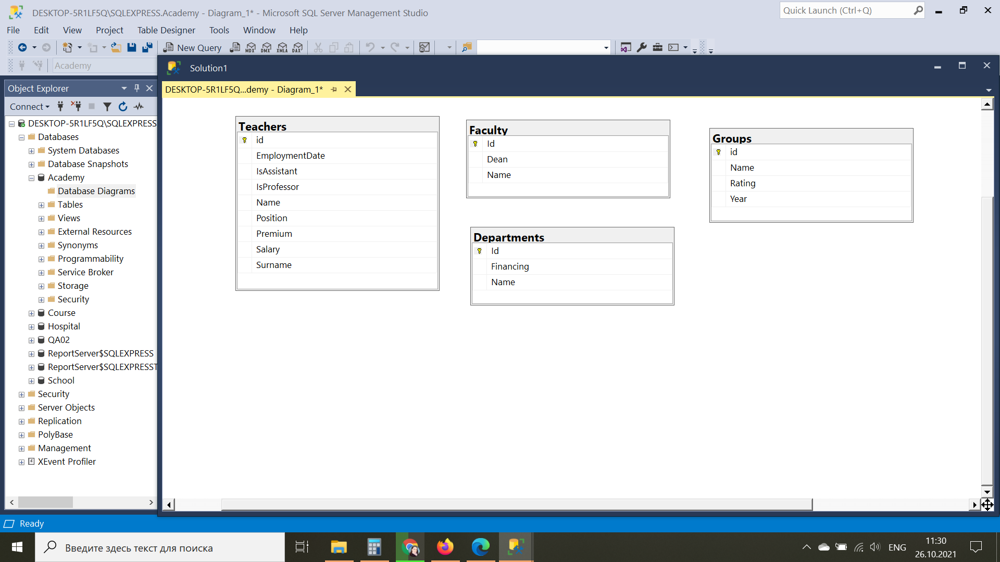 DESKTOP-5R1LF5Q\SQLEXPRESS.Academy - Diagram_1* - Microsoft SQL Server Management Studio
Quick Launch (Ctrl+Q)
File Edit View Project Table Designer Tools Window Help
New Query MDX DMX XMLA DAX
Academy
Solution1
Object Explorer
DESKTOP-5R1LF5Q...demy - Diagram_1*
Connect
DESKTOP-5R1LF5Q\SQLEXPRESS
Databases
System Databases
Database Snapshots
Academy
Database Diagrams
Tables
Views
External Resources
Synonyms
Programmability
Service Broker
Storage
Security
Course
Hospital
QA02
ReportServer$SQLEXPRESS
ReportServer$SQLEXPRESST
School
Security
Server Objects
Replication
PolyBase
Management
XEvent Profiler
Teachers
id
EmploymentDate
IsAssistant
IsProfessor
Name
Position
Premium
Salary
Surname
Faculty
Id
Dean
Name
Departments
Id
Financing
Name
Groups
id
Name
Rating
Year
Ready
Введите здесь текст для поиска
ENG
11:30
26.10.2021